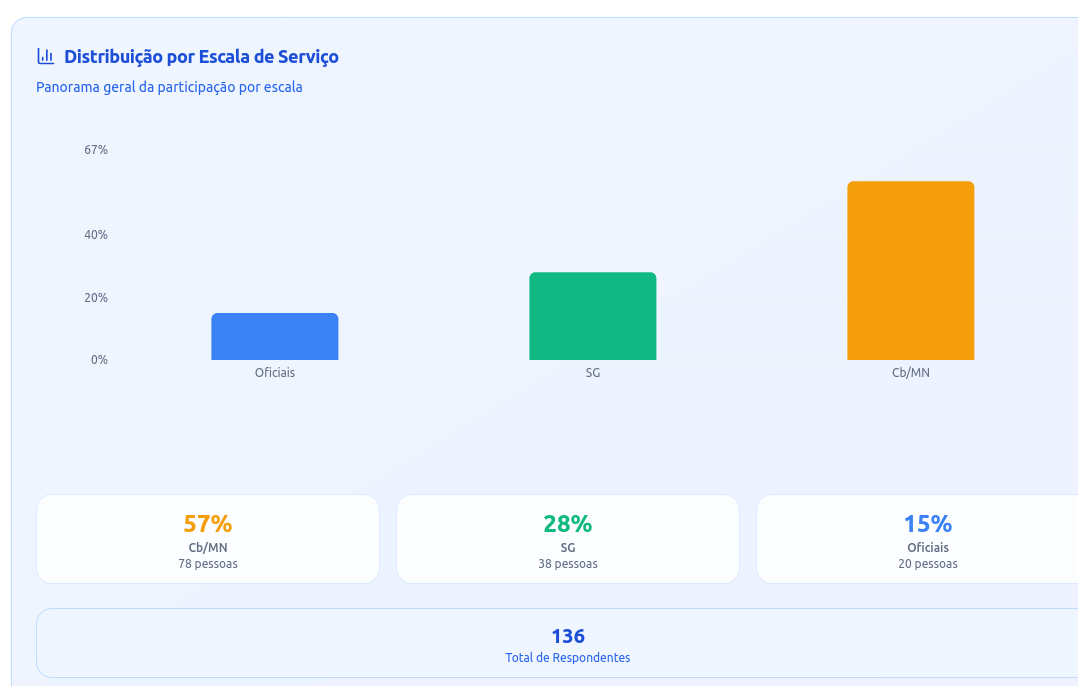 Distribuição por Escala de Serviço
Panorama geral da participação por escala
67%
40%
20%
0%
Oficiais
SG
Cb/MN
57%
Cb/MN
78 pessoas
28%
SG
38 pessoas
15%
Oficiais
20 pessoas
136
Total de Respondentes